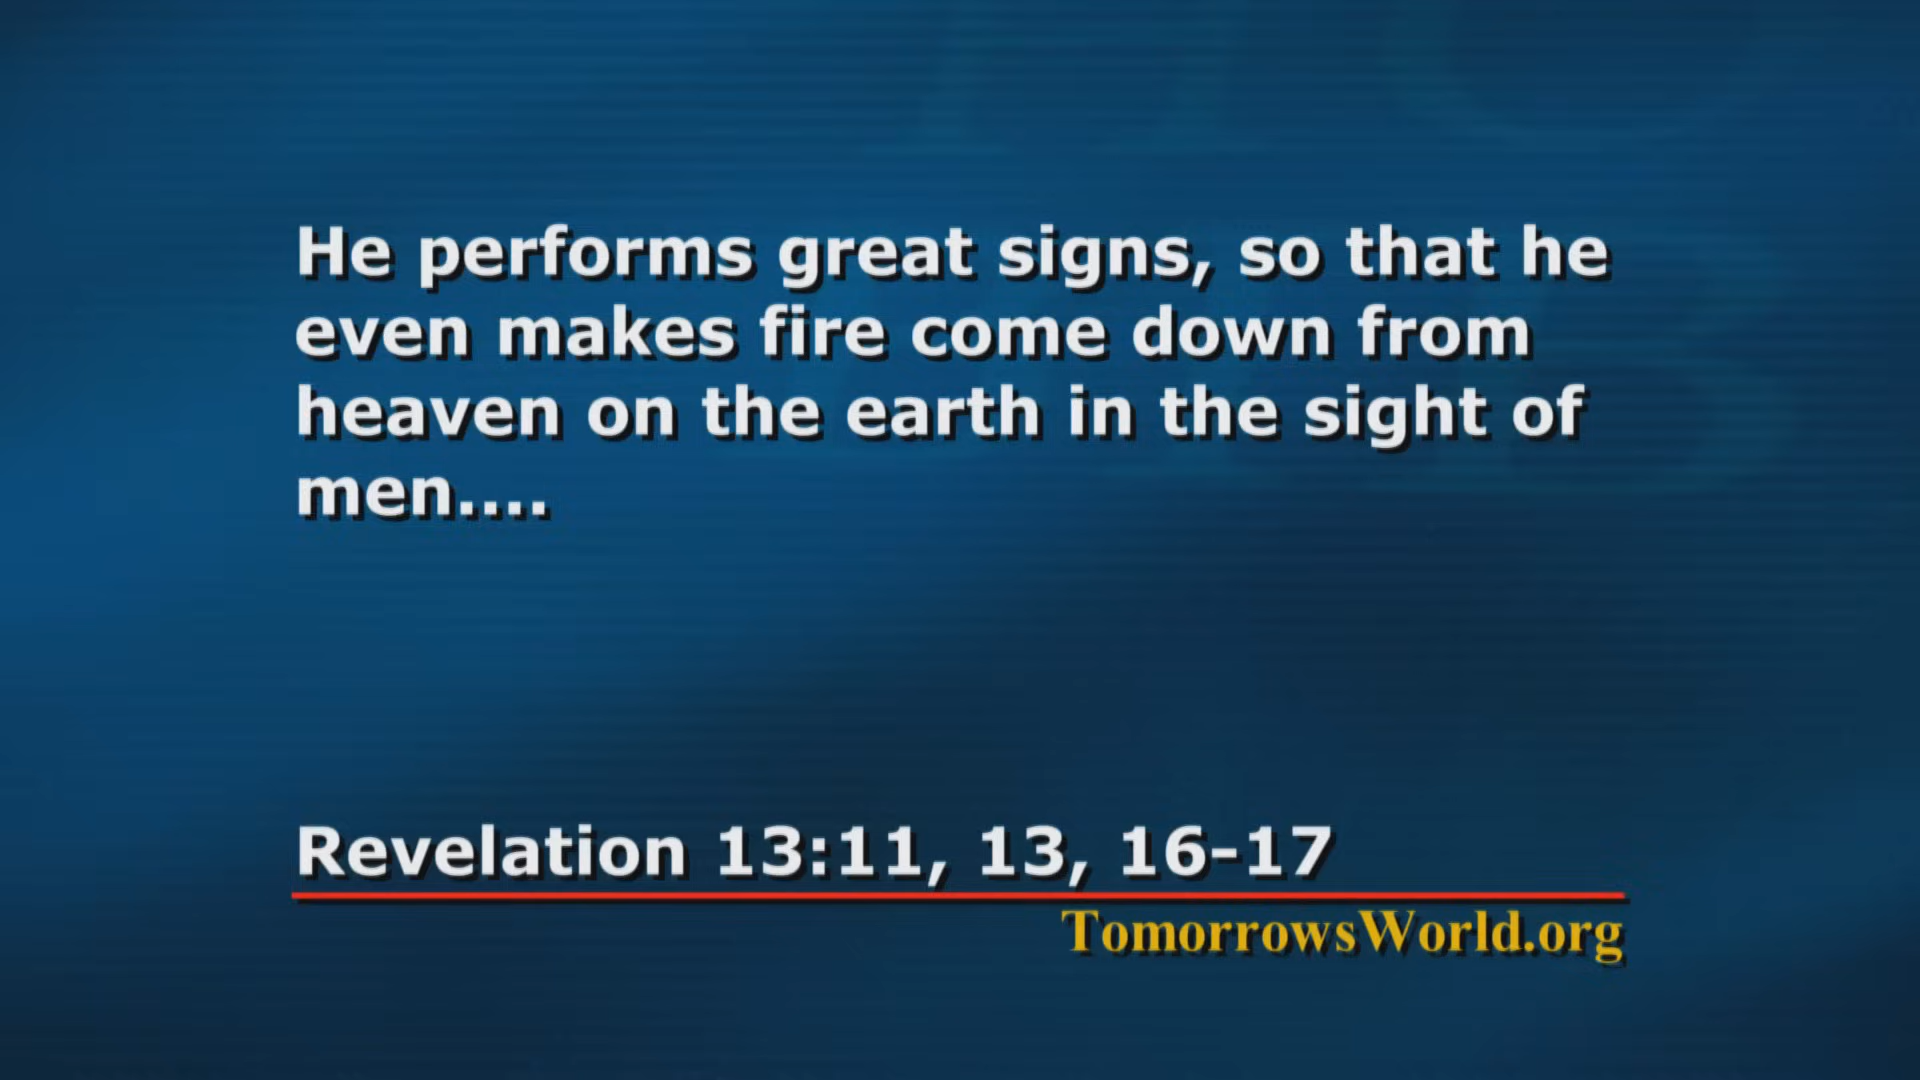 He performs great signs, so that he
even makes fire come down from
heaven on the earth in the sight of
men....
Revelation 13:11, 13, 16-17
TomorrowsWorld.org